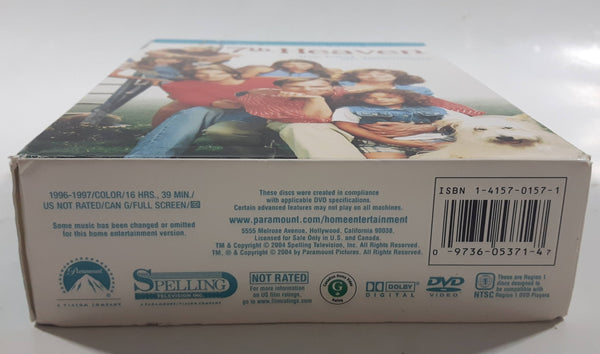 7th Heaven
1996-1997/COLOR/16 HRS., 39 MIN./
US NOT RATED/CAN G/FULL SCREEN/
Some music has been changed or omitted
for this home entertainment version.
These discs were created in compliance
with applicable DVD specifications.
Certain advanced features may not play on all machines.
www.paramount.com/homeentertainment
5555 Melrose Avenue, Hollywood, California 90038.
Licensed for Sale Only in U.S. and Canada.
TM & Copyright © 2004 Spelling Television, Inc. All Rights Reserved.
TM, ® & Copyright © 2004 by Paramount Pictures. All Rights Reserved.
ISBN 1-4157-0157-1
0 -9736-05371-4 7
Paramount
A VIACOM COMPANY
SPELLING
TELEVISION INC.
A PARAMOUNT/VIACOM COMPANY
NOT RATED
For more information
on film ratings,
go to www.filmratings.com
G
DOLBY
DIGITAL
DVD
VIDEO
1
NTSC
These are Region 1
discs designed to
be compatible with
Region 1 DVD Players